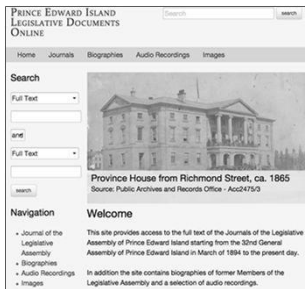 PRINCE EDWARD ISLAND
LEGISLATIVE DOCUMENTS
ONLINE
Search
search
Home Journals Biographies Audio Recordings Images
Search
Full Text
and
Full Text
search
Province House from Richmond Street, ca. 1865
Source: Public Archives and Records Office - Acc2475/3
Navigation
Journal of the
Legislative
Assembly
Biographies
Audio Recordings
Images
Welcome
This site provides access to the full text of the Journals of the Legislative
Assembly of Prince Edward Island starting from the 32nd General
Assembly of Prince Edward Island in March of 1894 to the present day.
In addition the site contains biographies of former Members of the
Legislative Assembly and a selection of audio recordings.